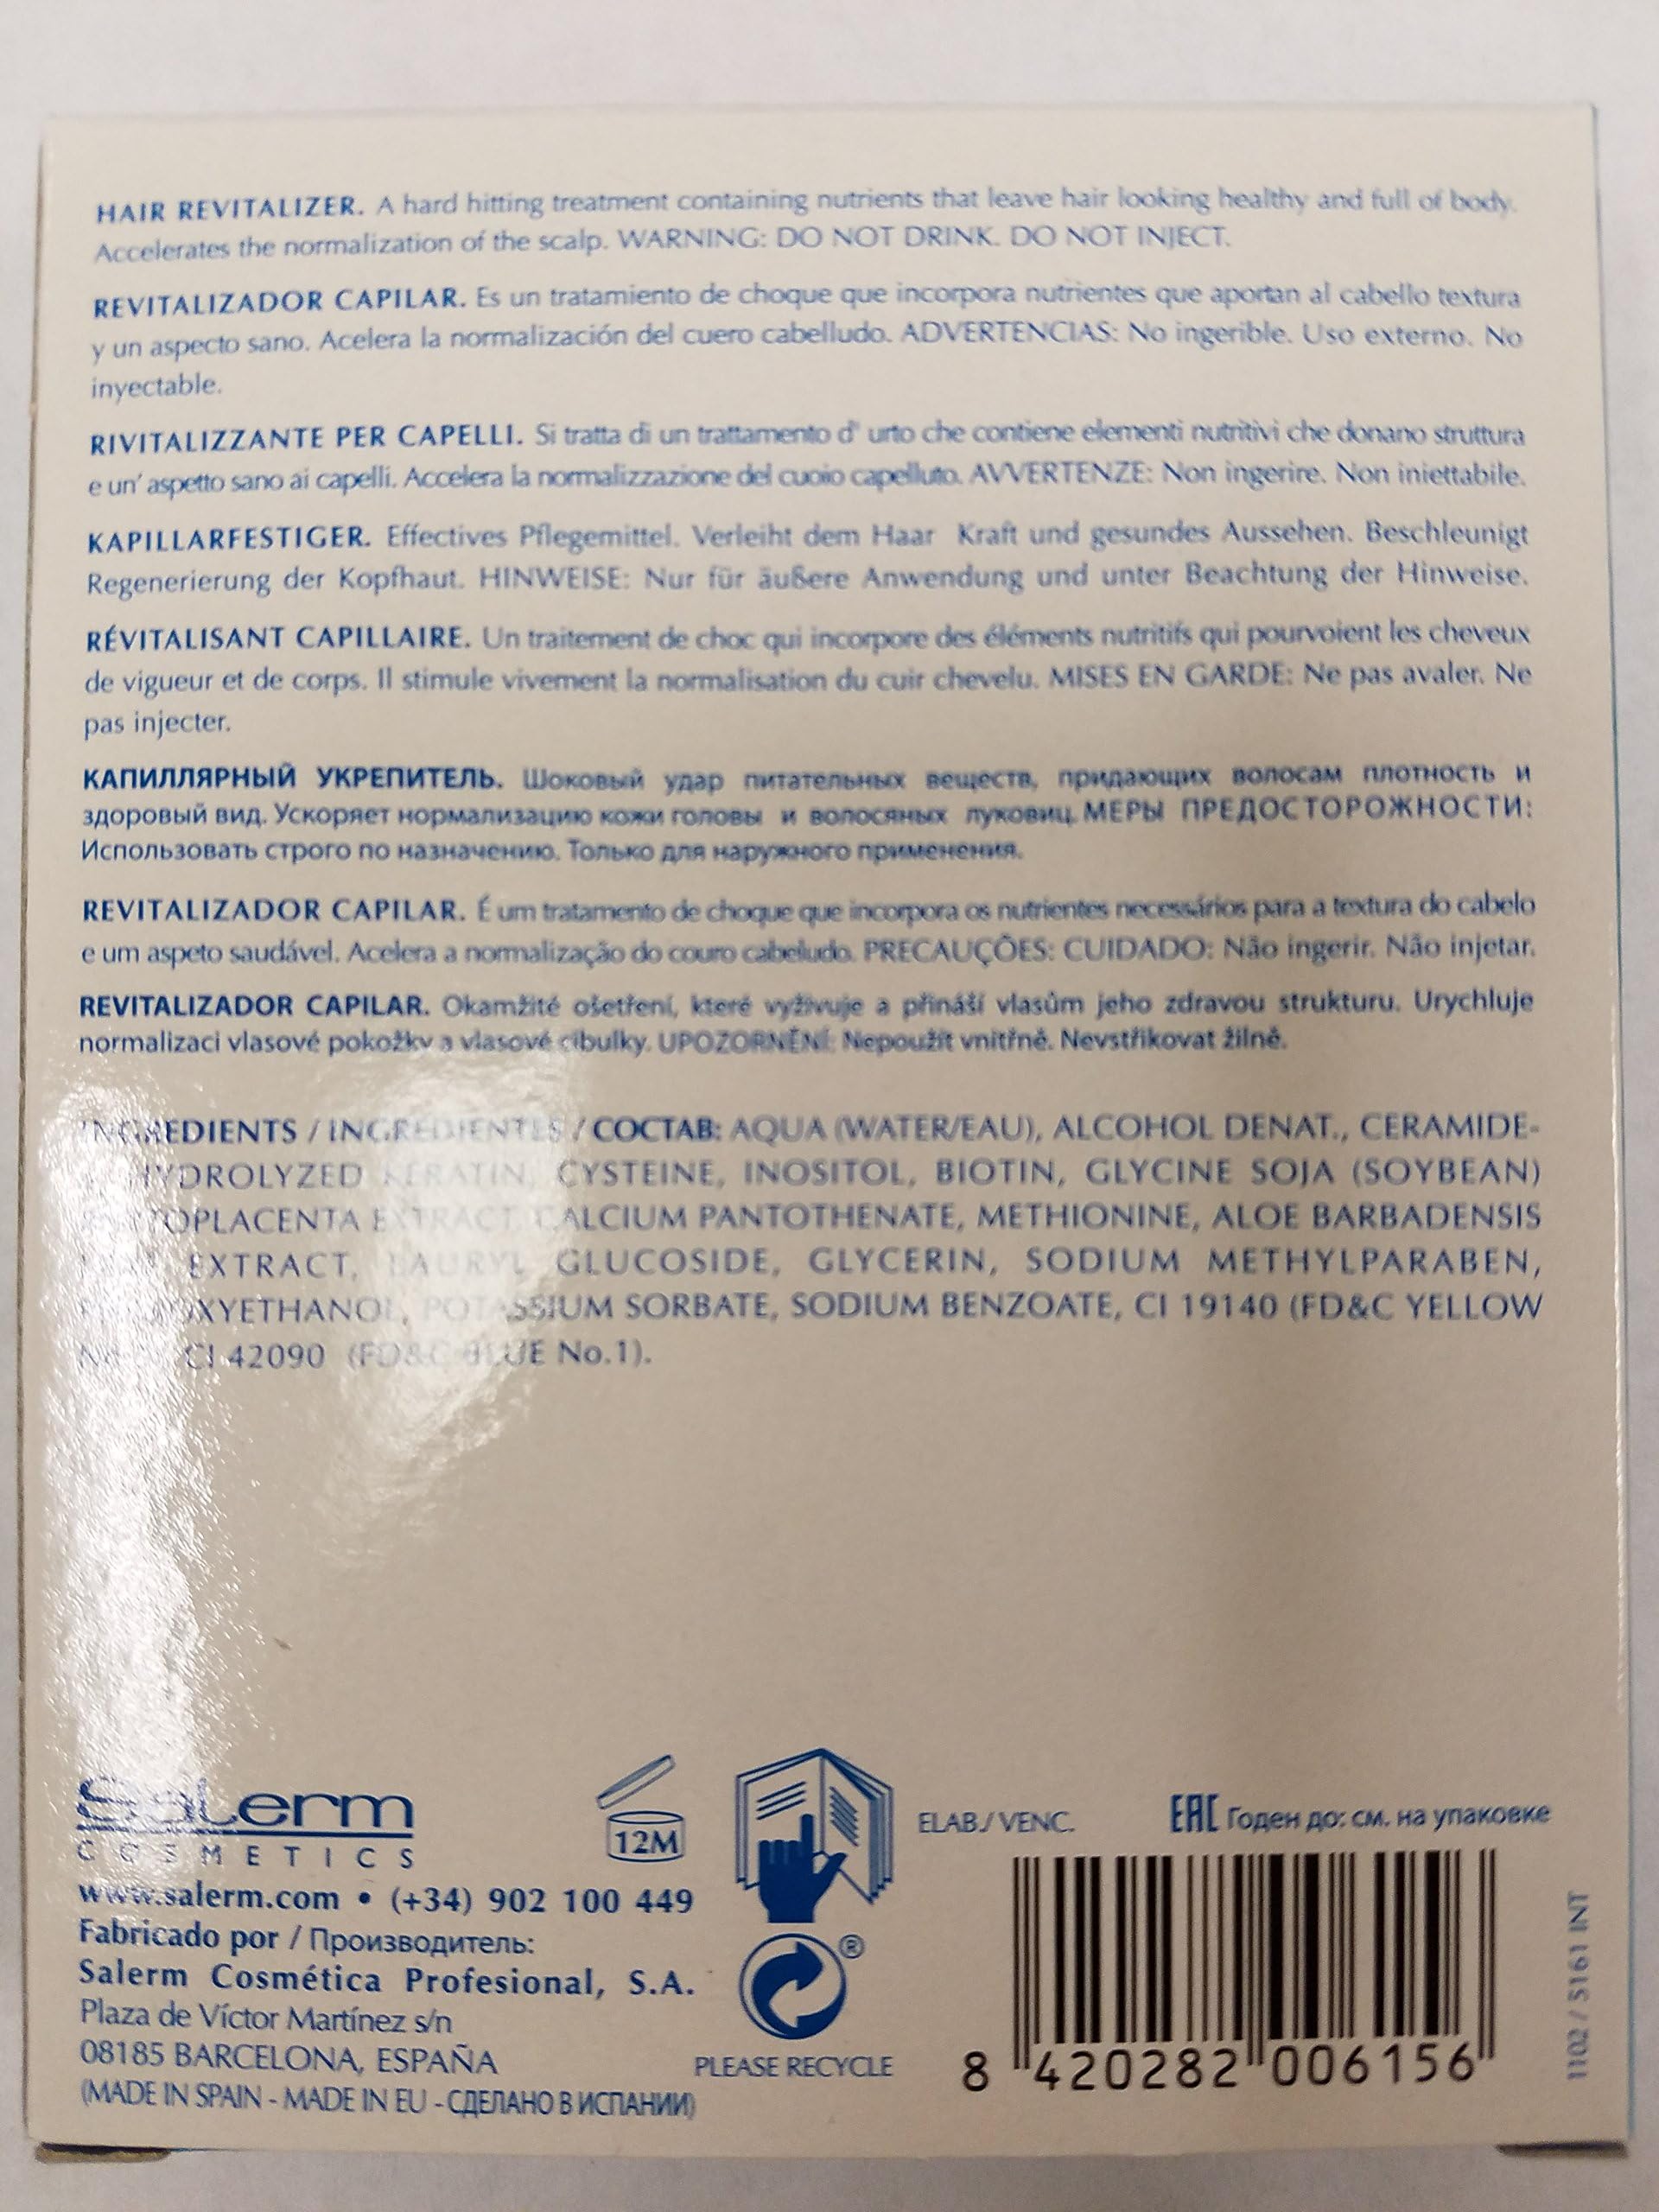 HAIR REVITALIZER. A hard hitting treatment containing nutrients that leave hair looking healthy and full of body.
Accelerates the normalization of the scalp. WARNING: DO NOT DRINK. DO NOT INJECT.
REVITALIZADOR CAPILAR. Es un tratamiento de choque que incorpora nutrientes que aportan al cabello textura
y un aspecto sano. Acelera la normalización del cuero cabelludo. ADVERTENCIAS: No ingerible. Uso externo. No
inyectable.
RIVITALIZZANTE PER CAPELLI. Si tratta di un trattamento d' urto che contiene elementi nutritivi che donano struttura
e un' aspetto sano ai capelli. Accelera la normalizzazione del cuoio capelluto. AVVERTENZE: Non ingerire. Non iniettabile.
KAPILLARFESTIGER. Effectives Pflegemittel. Verleiht dem Haar Kraft und gesundes Aussehen. Beschleunigt
Regenerierung der Kopfhaut. HINWEISE: Nur für äußere Anwendung und unter Beachtung der Hinweise.
RÉVITALISANT CAPILLAIRE. Un traitement de choc qui incorpore des éléments nutritifs qui pourvoient les cheveux
de vigueur et de corps. Il stimule vivement la normalisation du cuir chevelu. MISES EN GARDE: Ne pas avaler. Ne
pas injecter.
КАПИЛЛЯРНЫЙ УКРЕПИТЕЛЬ. Шоковый удар питательных веществ, придающих волосам плотность и
здоровый вид. Ускоряет нормализацию кожи головы и волосяных луковиц. МЕРЫ ПРЕДОСТОРОЖНОСТИ:
Использовать строго по назначению. Только для наружного применения.
REVITALIZADOR CAPILAR. É um tratamento de choque que incorpora os nutrientes necessários para a textura do cabelo
e um aspeto saudável. Acelera a normalização do couro cabeludo. PRECAUÇÕES: CUIDADO: Não ingerir. Não injetar.
REVITALIZADOR CAPILAR. Okamžité ošetření, které vyživuje a přináší vlasům jeho zdravou strukturu. Urychluje
normalizaci vlasové pokožky a vlasové cibulky. UPOZORNĚNÍ: Nepoužít vnitřně. Nevstřikovat žilně.
INGREDIENTS / INGREDIENTES / СОСТАВ: AQUA (WATER/EAU), ALCOHOL DENAT., CERAMIDE-
HYDROLYZED KERATIN, CYSTEINE, INOSITOL, BIOTIN, GLYCINE SOJA (SOYBEAN)
PHYTOPLACENTA EXTRACT, CALCIUM PANTOTHENATE, METHIONINE, ALOE BARBADENSIS
EXTRACT, LAURYL GLUCOSIDE, GLYCERIN, SODIUM METHYLPARABEN,
PHENOXYETHANOL, POTASSIUM SORBATE, SODIUM BENZOATE, CI 19140 (FD&C YELLOW
CI 42090 (FD&C BLUE No.1).
Salerm
COSMETICS
12M
ELAB./ VENC.
EAC Годен до: см. на упаковке
www.salerm.com • (+34) 902 100 449
Fabricado por / Производитель:
Salerm Cosmética Profesional, S.A.
Plaza de Víctor Martínez s/n
08185 BARCELONA, ESPAÑA
(MADE IN SPAIN - MADE IN EU - СДЕЛАНО В ИСПАНИИ)
®
PLEASE RECYCLE
8 420282 006156
1102 / 5161 INT